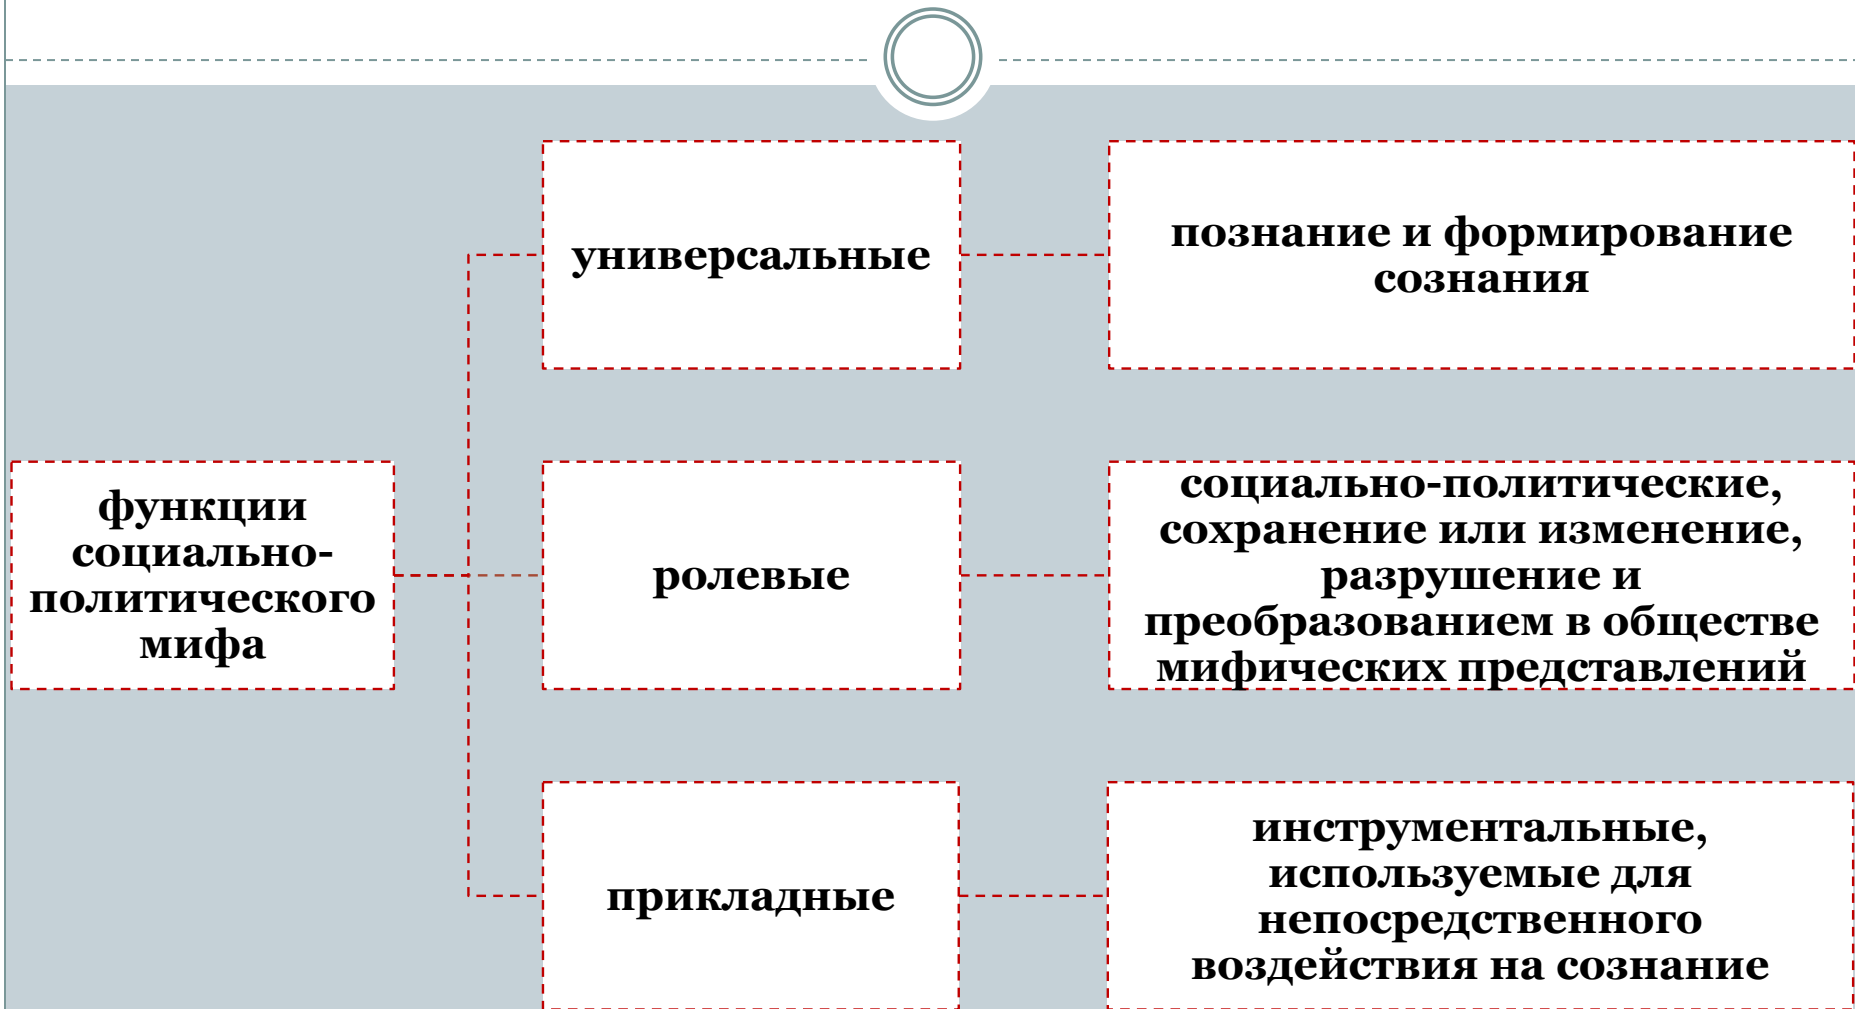 универсальные
познание и формирование
сознания
функции
социально-
политического
мифа
ролевые
социально-политические,
сохранение или изменение,
разрушение и
преобразованием в обществе
мифических представлений
прикладные
инструментальные,
используемые для
непосредственного
воздействия на сознание